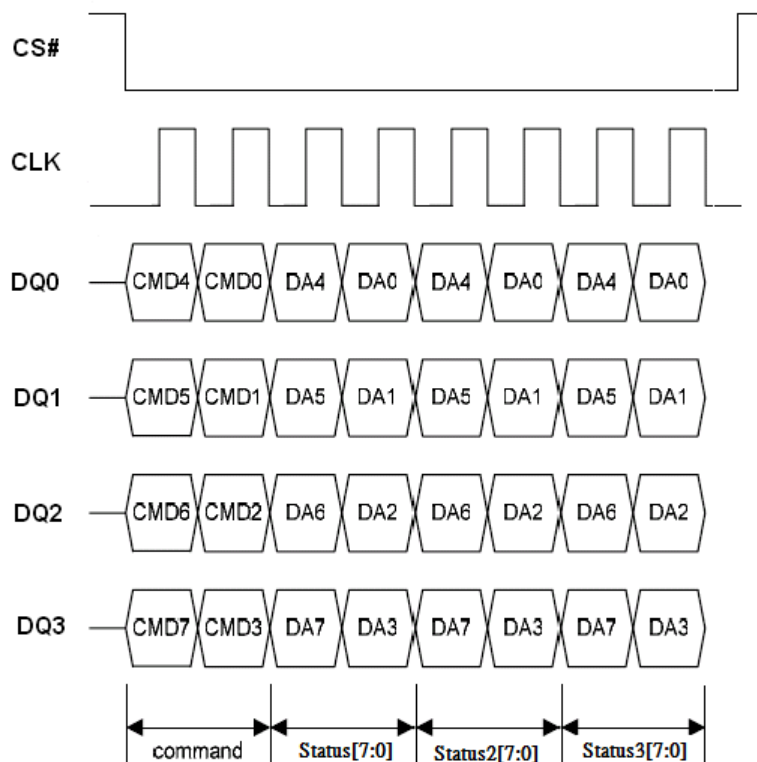 CS#
CLK
DQ0 CMD4 CMD0 DA4 DA0 DA4 DA0 DA4 DA0
DQ1 CMD5 CMD1 DA5 DA1 DA5 DA1 DA5 DA1
DQ2 CMD6 CMD2 DA6 DA2 DA6 DA2 DA6 DA2
DQ3 CMD7 CMD3 DA7 DA3 DA7 DA3 DA7 DA3
command Status[7:0] Status2[7:0] Status3[7:0]